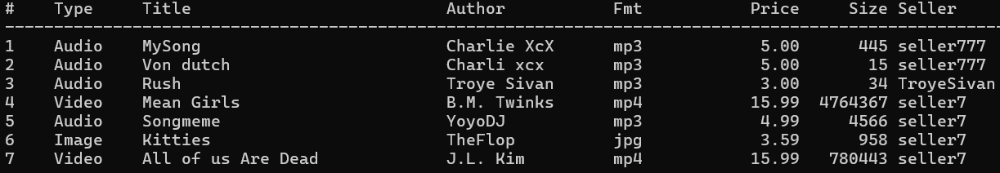 # Type Title Author Fmt Price Size Seller
--------------------------------------------------------------------------------------------------------
1 Audio MySong Charlie XcX mp3 5.00 445 seller777
2 Audio Von dutch Charli xcx mp3 5.00 15 seller777
3 Audio Rush Troye Sivan mp3 3.00 34 TroyeSivan
4 Video Mean Girls B.M. Twinks mp4 15.99 4764367 seller7
5 Audio Songmeme YoyoDJ mp3 4.99 4566 seller7
6 Image Kitties TheFlop jpg 3.59 958 seller7
7 Video All of us Are Dead J.L. Kim mp4 15.99 780443 seller7